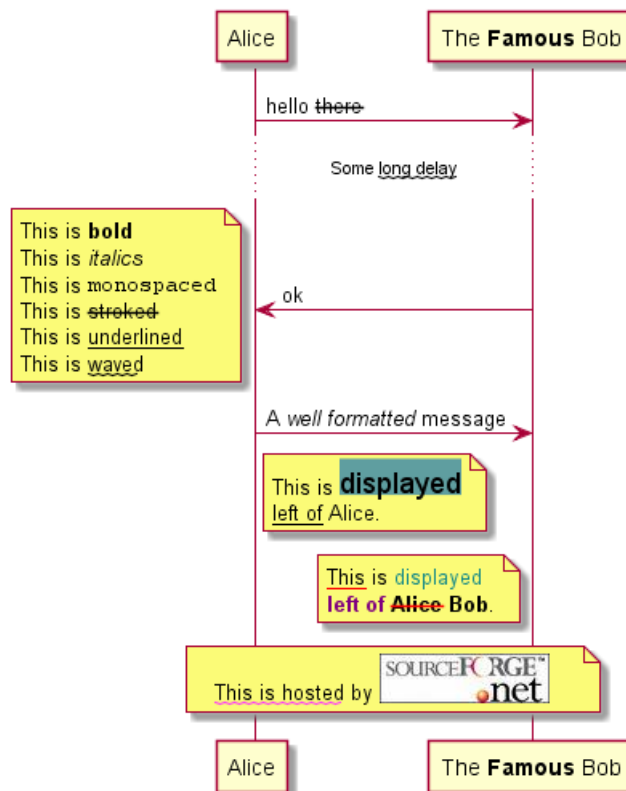 Alice
The Famous Bob
hello there
Some long delay
This is bold
This is italics
This is monospaced
This is stroked
This is underlined
This is waved
ok
A well formatted message
This is displayed
left of Alice.
This is displayed
left of Alice Bob.
This is hosted by SOURCEFORGE™
.net
Alice
The Famous Bob